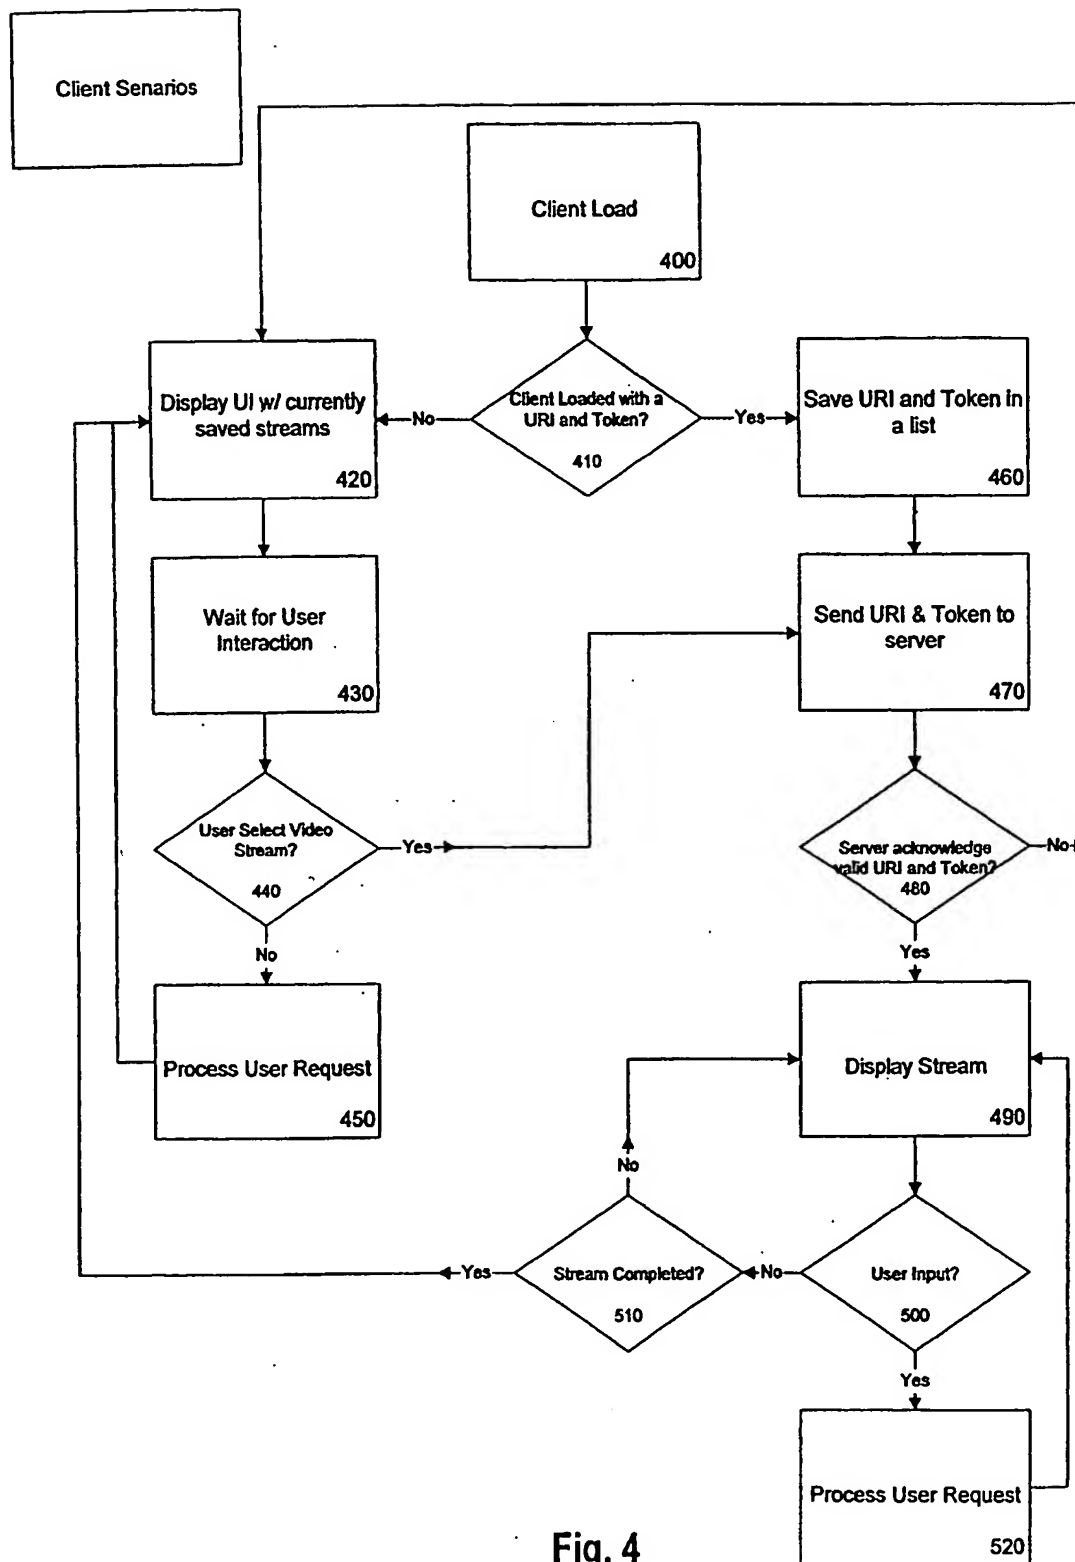 Client Senarios
Client Load
400
Display UI w/ currently
saved streams
420
No
Client Loaded with a
URI and Token?
410
Yes
Save URI and Token in
a list
460
Wait for User
Interaction
430
Send URI & Token to
server
470
User Select Video
Stream?
440
Yes
Server acknowledge
valid URI and Token?
480
No
No
Yes
Process User Request
450
Display Stream
490
No
Yes
Stream Completed?
510
No
User Input?
500
Yes
Process User Request
520
Fig. 4